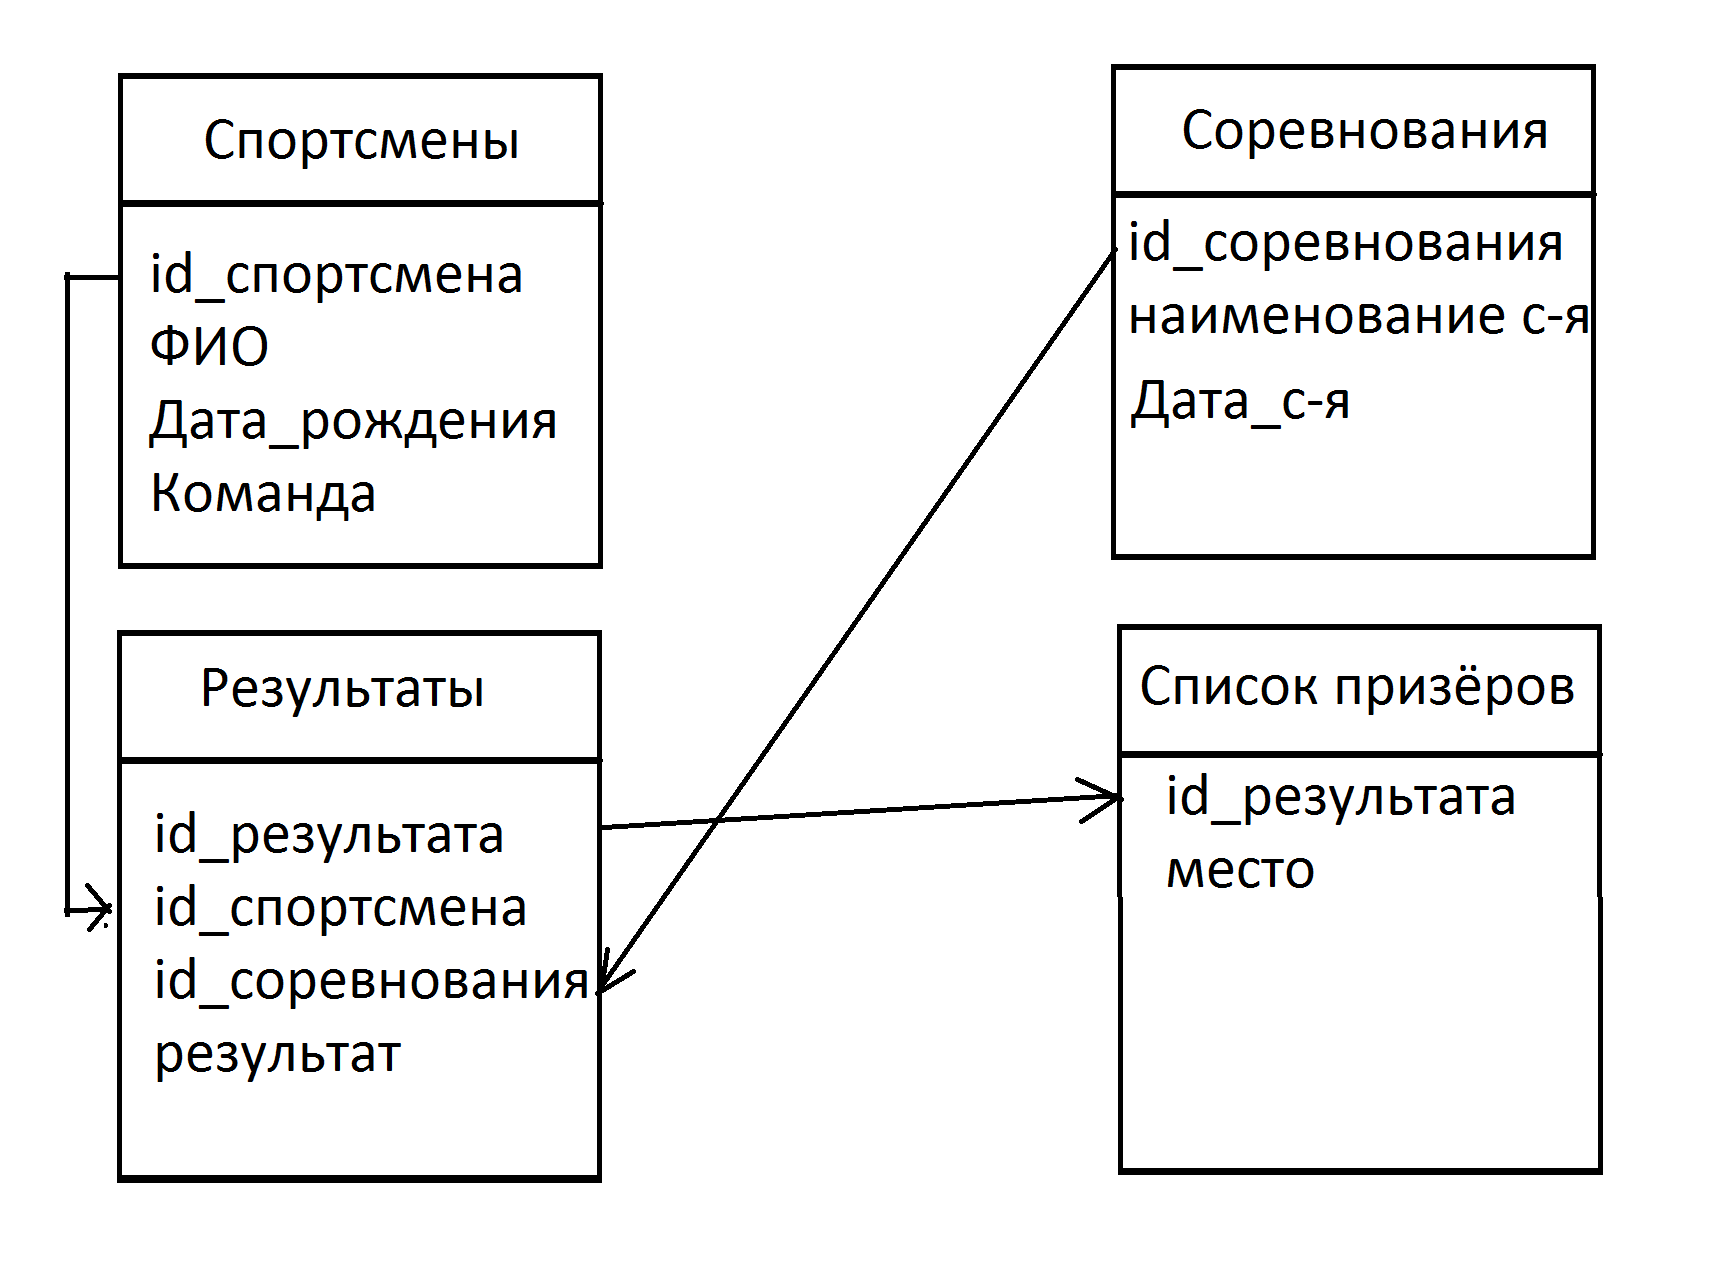 Спортсмены
id_спортсмена
ФИО
Дата_рождения
Команда
Соревнования
id_соревнования
наименование с-я
Дата_с-я
Результаты
id_результата
id_спортсмена
id_соревнования
результат
Список призёров
id_результата
место